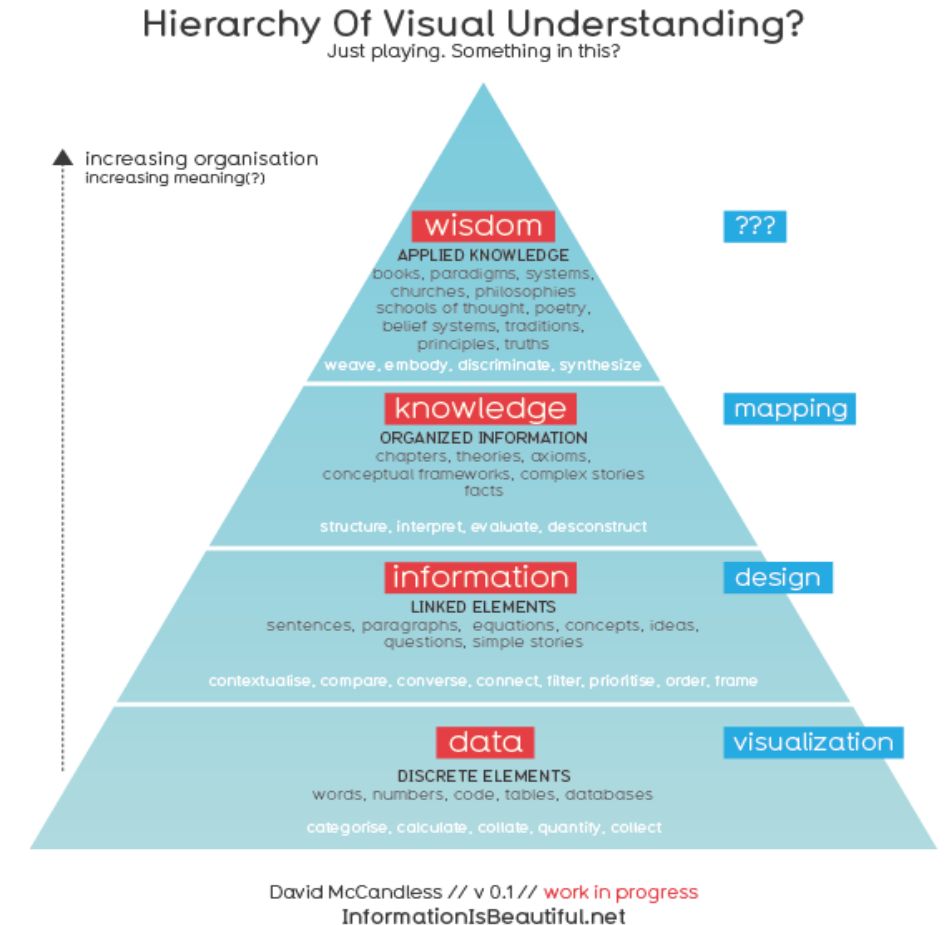 Hierarchy Of Visual Understanding?
Just playing. Something in this?
increasing organisation
increasing meaning(?)
wisdom
???
APPLIED KNOWLEDGE
books, paradigms, systems,
churches, philosophies
schools of thought, poetry,
belief systems, traditions,
principles, truths
weave, embody, discriminate, synthesize
knowledge
mapping
ORGANIZED INFORMATION
chapters, theories, axioms,
conceptual frameworks, complex stories
facts
structure, interpret, evaluate, desconstruct
information
design
LINKED ELEMENTS
sentences, paragraphs, equations, concepts, ideas,
questions, simple stories
contextualise, compare, converse, connect, filter, prioritise, order, frame
data
visualization
DISCRETE ELEMENTS
words, numbers, code, tables, databases
categorise, calculate, collate, quantify, collect
David McCandless // v 0.1 // work in progress
InformationIsBeautiful.net